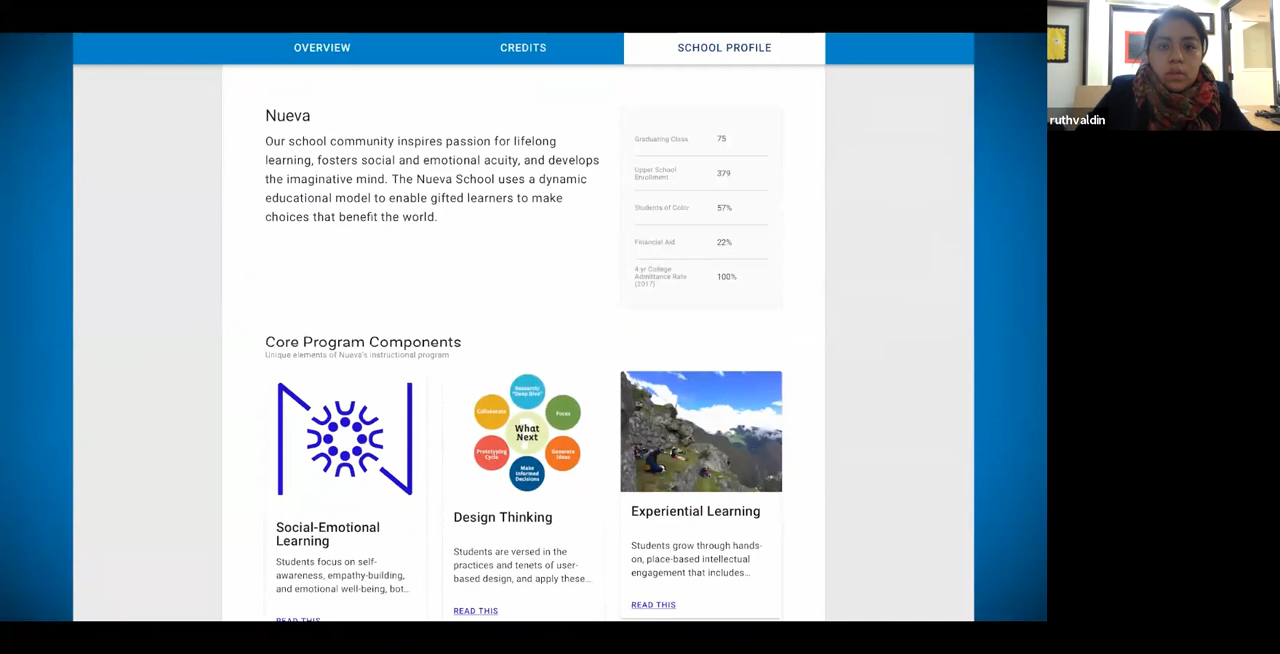 OVERVIEW
CREDITS
SCHOOL PROFILE
ruthvaldin
Nueva
Our school community inspires passion for lifelong
learning, fosters social and emotional acuity, and develops
the imaginative mind. The Nueva School uses a dynamic
educational model to enable gifted learners to make
choices that benefit the world.
Graduating Class 75
Upper School
Enrollment 379
Students of Color 57%
Financial Aid 22%
4 yr College
Admittance Rate 100%
(2017)
Core Program Components
Unique elements of Nueva's instructional program
Research/
"Deep Dive"
Collaborate
Focus
What
Next
Prototyping
Cycle
Generate
Ideas
Make
Informed
Decisions
Social-Emotional
Learning
Students focus on self-
awareness, empathy-building,
and emotional well-being, bot...
READ THIS
Design Thinking
Students are versed in the
practices and tenets of user-
based design, and apply these...
READ THIS
Experiential Learning
Students grow through hands-
on, place-based intellectual
engagement that includes...
READ THIS